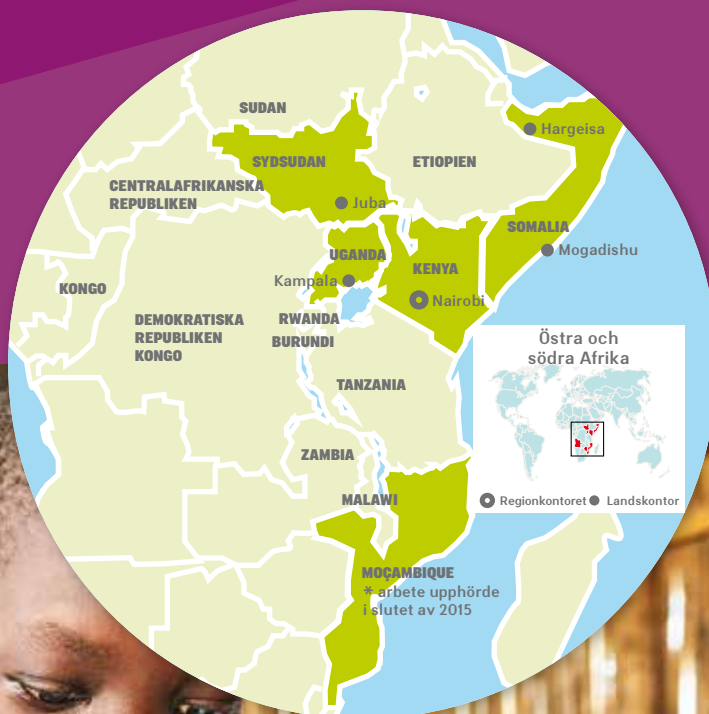 SUDAN
Hargeisa
SYDSUDAN
ETIOPIEN
CENTRALAFRIKANSKA
REPUBLIKEN
Juba
SOMALIA
UGANDA
Mogadishu
KENYA
Kampala
KONGO
Nairobi
DEMOKRATISKA
REPUBLIKEN
KONGO
RWANDA
BURUNDI
Östra och
södra Afrika
TANZANIA
ZAMBIA
MALAWI
Regionkontoret Landskontor
MOÇAMBIQUE
* arbete upphörde
i slutet av 2015